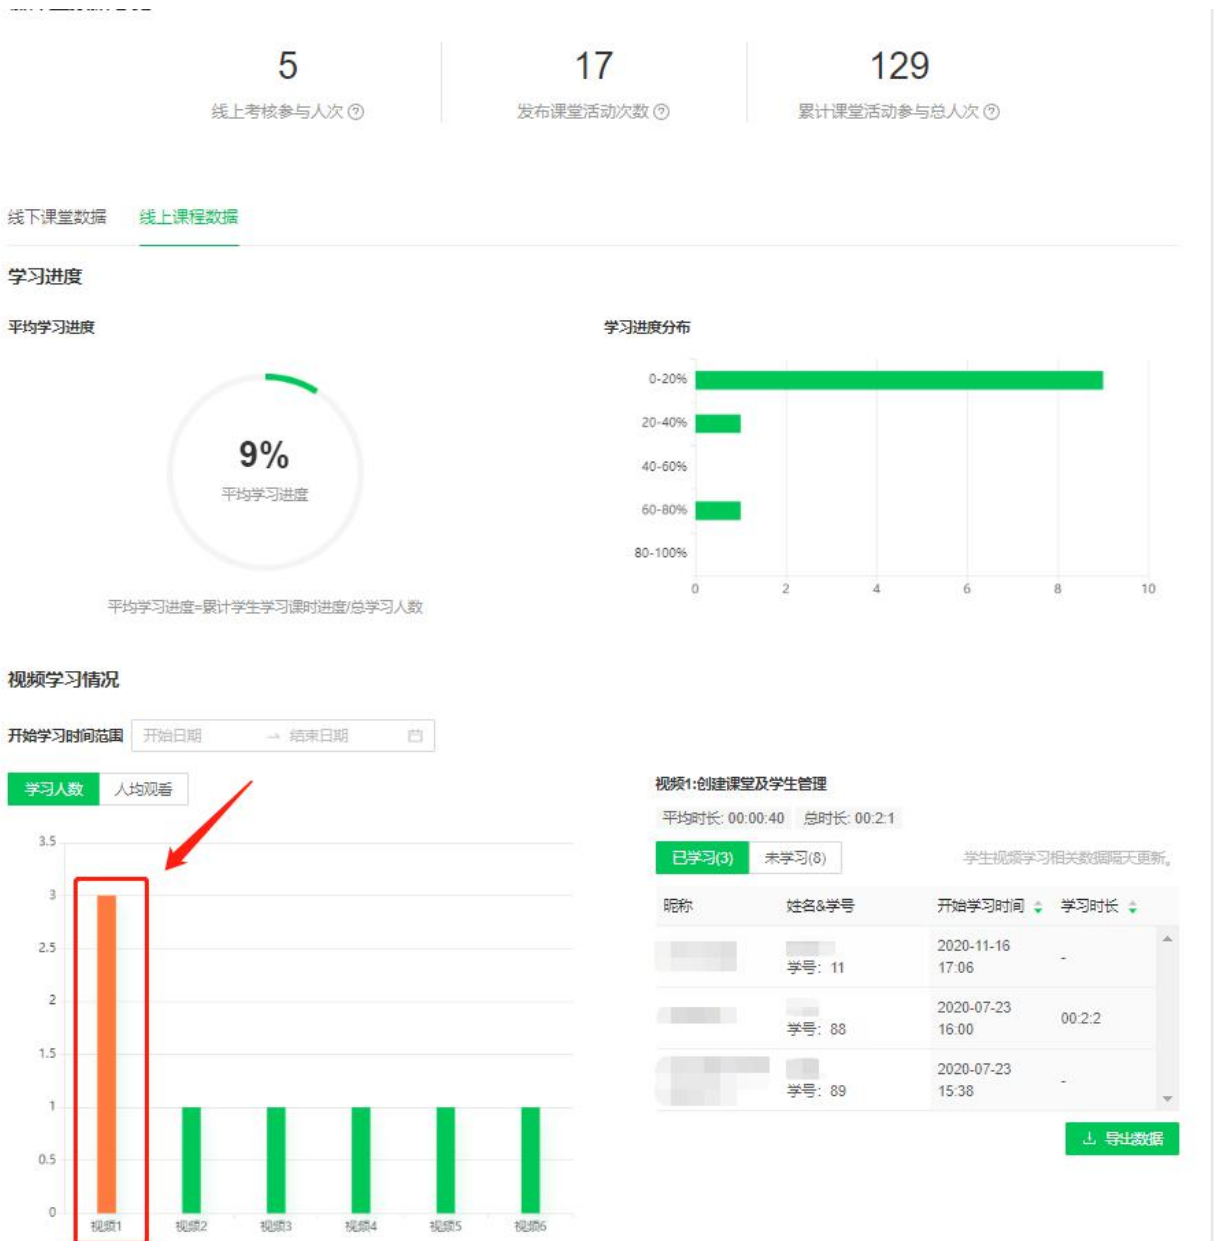 5
17
129
线上考核参与人次
发布课堂活动次数
累计课堂活动参与总人次
线下课堂数据 线上课程数据
学习进度
平均学习进度
9%
平均学习进度
平均学习进度=累计学生学习课时进度/总学习人数
学习进度分布
0-20%
20-40%
40-60%
60-80%
80-100%
0 2 4 6 8 10
视频学习情况
开始学习时间范围 开始日期 → 结束日期
学习人数 人均观看
3.5
3
2.5
2
1.5
1
0.5
0
视频1 视频2 视频3 视频4 视频5 视频6
视频1:创建课堂及学生管理
平均时长: 00:00:40 总时长: 00:2:1
已学习(3) 未学习(8) 学生视频学习相关数据隔天更新。
昵称 姓名&学号 开始学习时间 学习时长
2020-11-16
学号: 11 17:06 -
2020-07-23
学号: 88 16:00 00:2:2
2020-07-23
学号: 89 15:38 -
导出数据